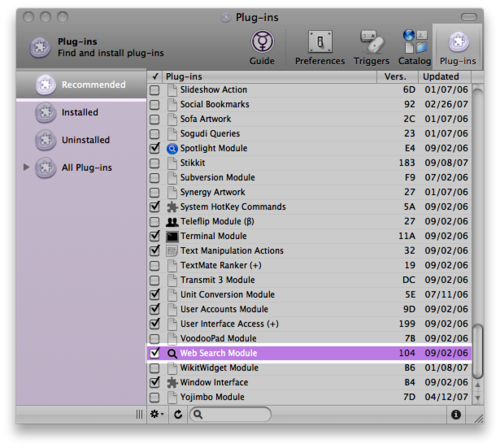 Plug-ins
Plug-ins
Find and install plug-ins
Guide
Preferences
Triggers
Catalog
Plug-ins
Recommended
Installed
Uninstalled
All Plug-ins
Plug-ins Vers. Updated
Slideshow Action 6D 01/07/06
Social Bookmarks 92 02/26/07
Sofa Artwork 2C 01/07/06
Sogudi Queries 23 01/07/06
Spotlight Module E4 09/02/06
Stikkit 183 09/08/07
Subversion Module F9 07/02/06
Synergy Artwork 27 01/07/06
System HotKey Commands 5A 09/02/06
Teleflip Module (β) 27 09/02/06
Terminal Module 11A 09/02/06
Text Manipulation Actions 32 09/02/06
TextMate Ranker (+) 19 09/02/06
Transmit 3 Module DC 09/02/06
Unit Conversion Module 5E 07/11/06
User Accounts Module 9D 09/02/06
User Interface Access (+) 199 09/02/06
VoodooPad Module 7B 09/02/06
Web Search Module 104 09/02/06
WikitWidget Module B6 01/08/07
Window Interface B4 09/02/06
Yojimbo Module 7D 04/12/07